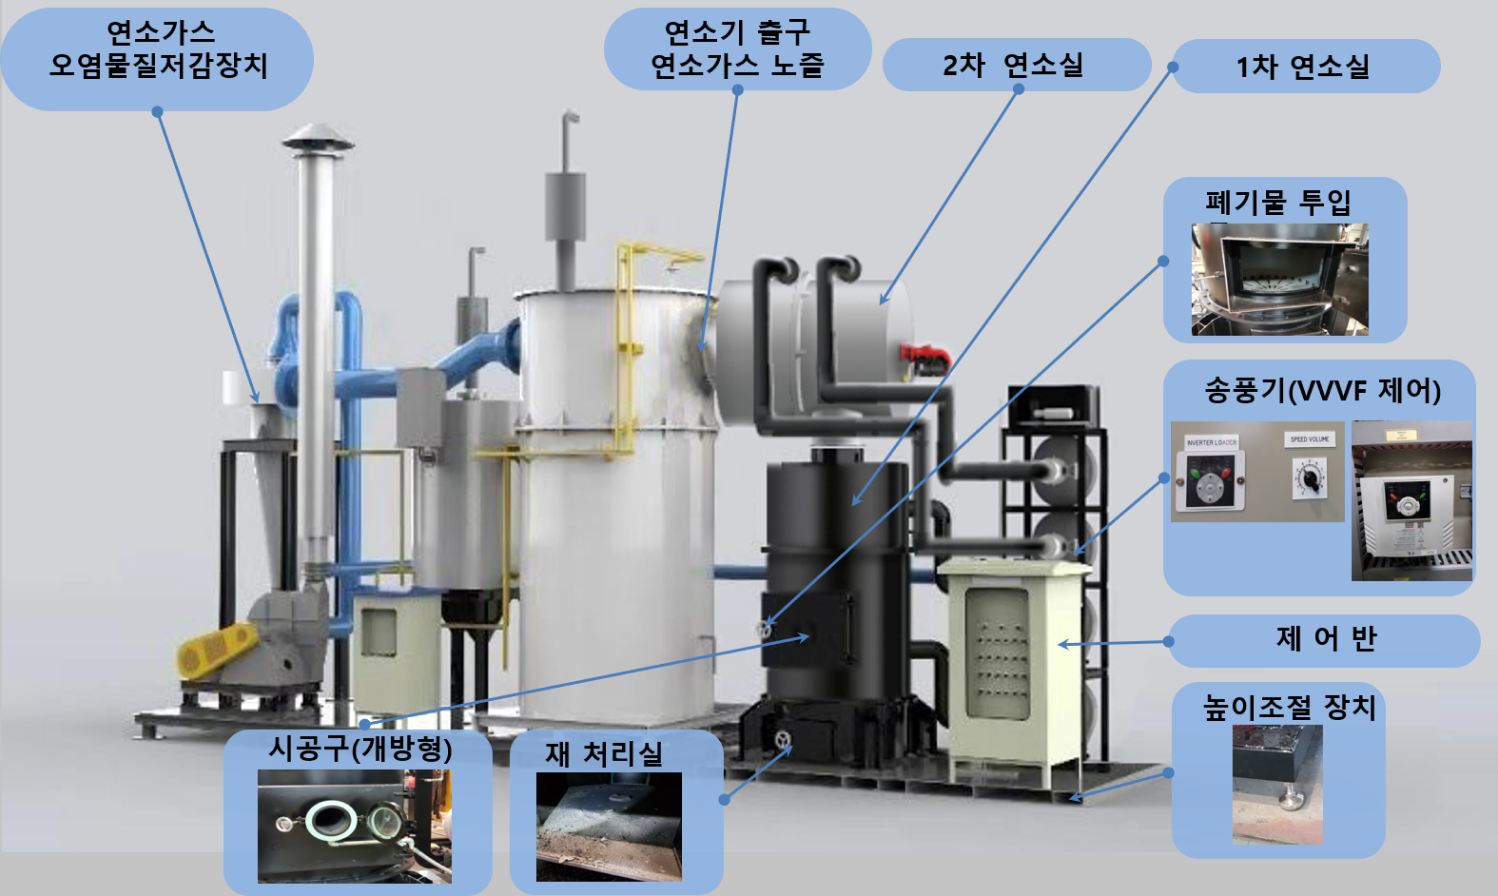 연소가스
오염물질저감장치
연소기 출구
연소가스 노즐
2차 연소실
1차 연소실
폐기물 투입
송풍기(VVVF 제어)
INVERTER LOADER
SPEED VOLUME
제 어 반
높이조절 장치
시공구(개방형)
재 처리실